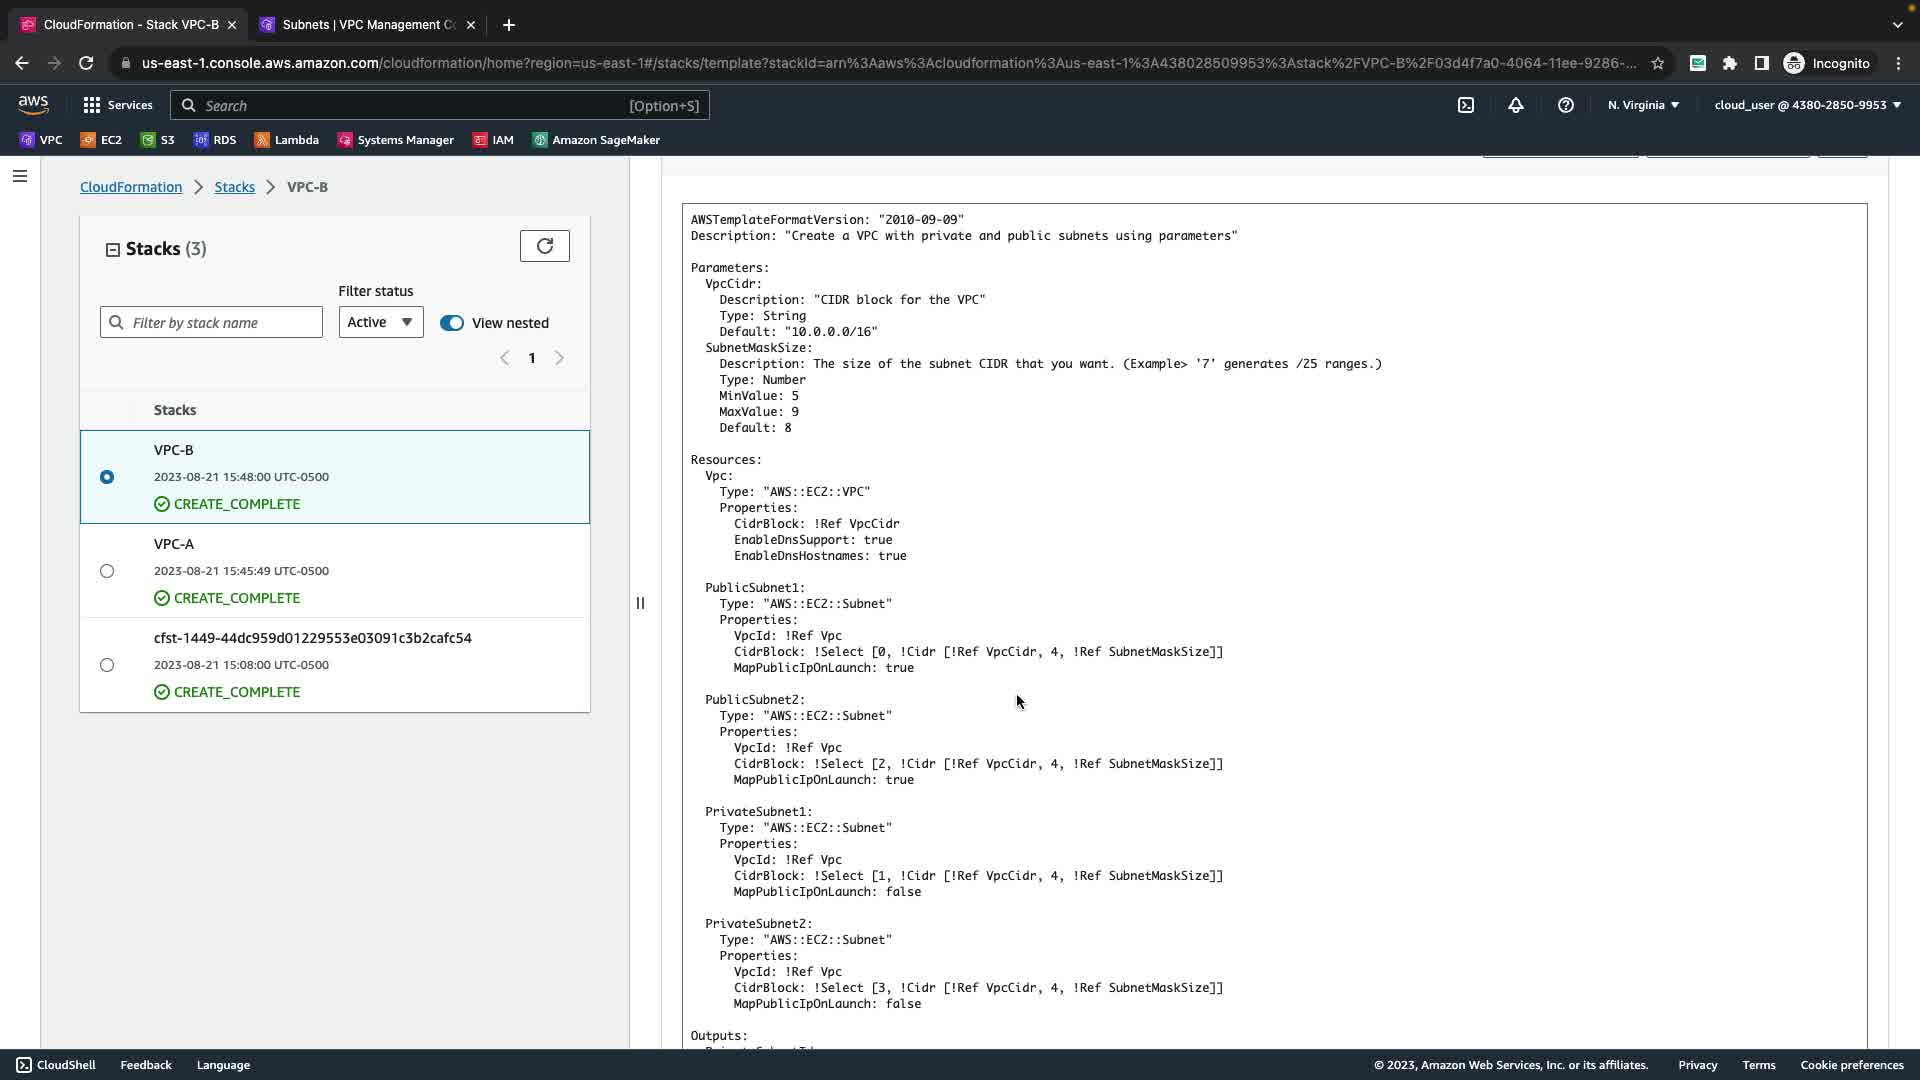 CloudFormation - Stack VPC-B
Subnets | VPC Management C
us-east-1.console.aws.amazon.com/cloudformation/home?region=us-east-1#/stacks/template?stackId=arn%3Aaws%3Acloudformation%3Aus-east-1%3A438028509953%3Astack%2FVPC-B%2F03d4f7a0-4064-11ee-9286-...
Incognito
aws
Services
Search
[Option+S]
N. Virginia
cloud_user @ 4380-2850-9953
VPC
EC2
S3
RDS
Lambda
Systems Manager
IAM
Amazon SageMaker
CloudFormation > Stacks > VPC-B
Stacks (3)
Filter status
Filter by stack name
Active
View nested
1
Stacks
VPC-B
2023-08-21 15:48:00 UTC-0500
CREATE_COMPLETE
VPC-A
2023-08-21 15:45:49 UTC-0500
CREATE_COMPLETE
cfst-1449-44dc959d01229553e03091c3b2cafc54
2023-08-21 15:08:00 UTC-0500
CREATE_COMPLETE
AWSTemplateFormatVersion: "2010-09-09"
Description: "Create a VPC with private and public subnets using parameters"
Parameters:
VpcCidr:
Description: "CIDR block for the VPC"
Type: String
Default: "10.0.0.0/16"
SubnetMaskSize:
Description: The size of the subnet CIDR that you want. (Example> '7' generates /25 ranges.)
Type: Number
MinValue: 5
MaxValue: 9
Default: 8
Resources:
Vpc:
Type: "AWS::EC2::VPC"
Properties:
CidrBlock: !Ref VpcCidr
EnableDnsSupport: true
EnableDnsHostnames: true
PublicSubnet1:
Type: "AWS::EC2::Subnet"
Properties:
VpcId: !Ref Vpc
CidrBlock: !Select [0, !Cidr [!Ref VpcCidr, 4, !Ref SubnetMaskSize]]
MapPublicIpOnLaunch: true
PublicSubnet2:
Type: "AWS::EC2::Subnet"
Properties:
VpcId: !Ref Vpc
CidrBlock: !Select [2, !Cidr [!Ref VpcCidr, 4, !Ref SubnetMaskSize]]
MapPublicIpOnLaunch: true
PrivateSubnet1:
Type: "AWS::EC2::Subnet"
Properties:
VpcId: !Ref Vpc
CidrBlock: !Select [1, !Cidr [!Ref VpcCidr, 4, !Ref SubnetMaskSize]]
MapPublicIpOnLaunch: false
PrivateSubnet2:
Type: "AWS::EC2::Subnet"
Properties:
VpcId: !Ref Vpc
CidrBlock: !Select [3, !Cidr [!Ref VpcCidr, 4, !Ref SubnetMaskSize]]
MapPublicIpOnLaunch: false
Outputs:
CloudShell
Feedback
Language
© 2023, Amazon Web Services, Inc. or its affiliates.
Privacy
Terms
Cookie preferences